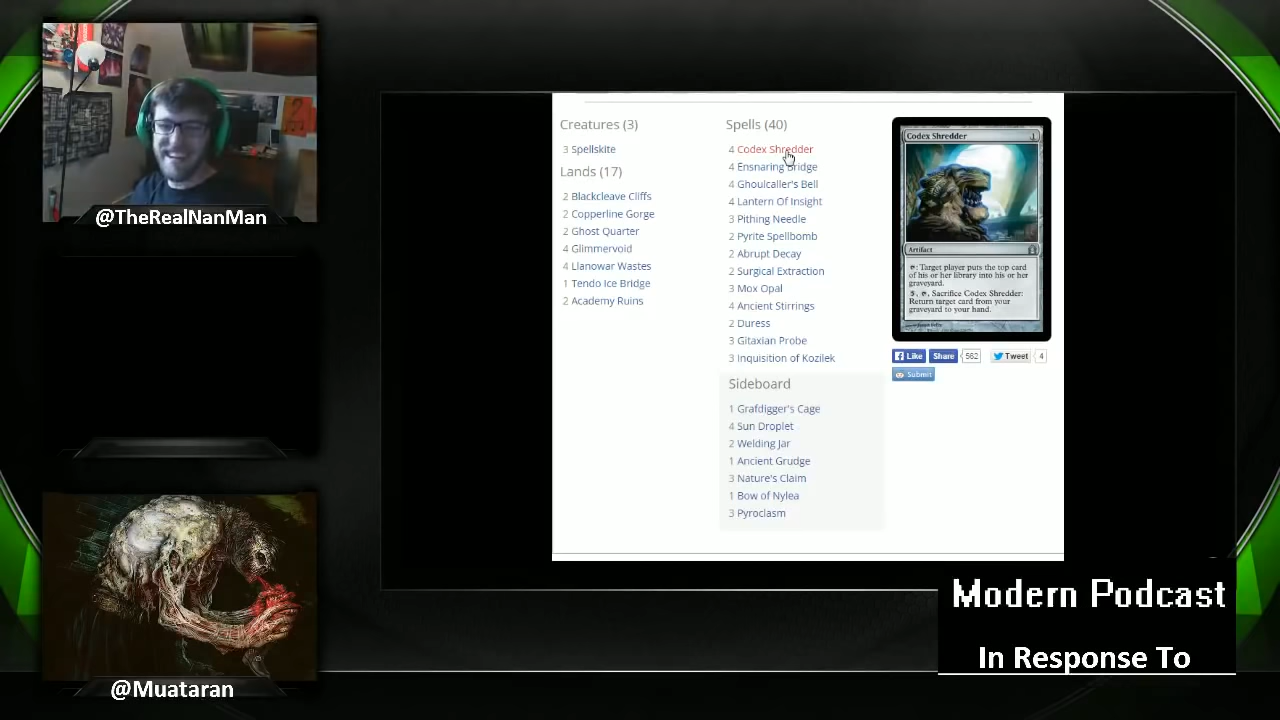 @TheRealNanMan
Creatures (3)
3 Spellskite
Lands (17)
2 Blackcleave Cliffs
2 Copperline Gorge
2 Ghost Quarter
4 Glimmervoid
4 Llanowar Wastes
1 Tendo Ice Bridge
2 Academy Ruins
Spells (40)
4 Codex Shredder
4 Ensnaring Bridge
4 Ghoulcaller's Bell
4 Lantern Of Insight
3 Pithing Needle
2 Pyrite Spellbomb
2 Abrupt Decay
2 Surgical Extraction
3 Mox Opal
4 Ancient Stirrings
2 Duress
3 Gitaxian Probe
3 Inquisition of Kozilek
Sideboard
1 Grafdigger's Cage
4 Sun Droplet
2 Welding Jar
1 Ancient Grudge
3 Nature's Claim
1 Bow of Nylea
3 Pyroclasm
Codex Shredder 1
Artifact
: Target player puts the top card
of his or her library into his or her
graveyard.
5, , Sacrifice Codex Shredder:
Return target card from your
graveyard to your hand.
Like Share 562 Tweet 4
Submit
@Muataran
Modern Podcast
In Response To